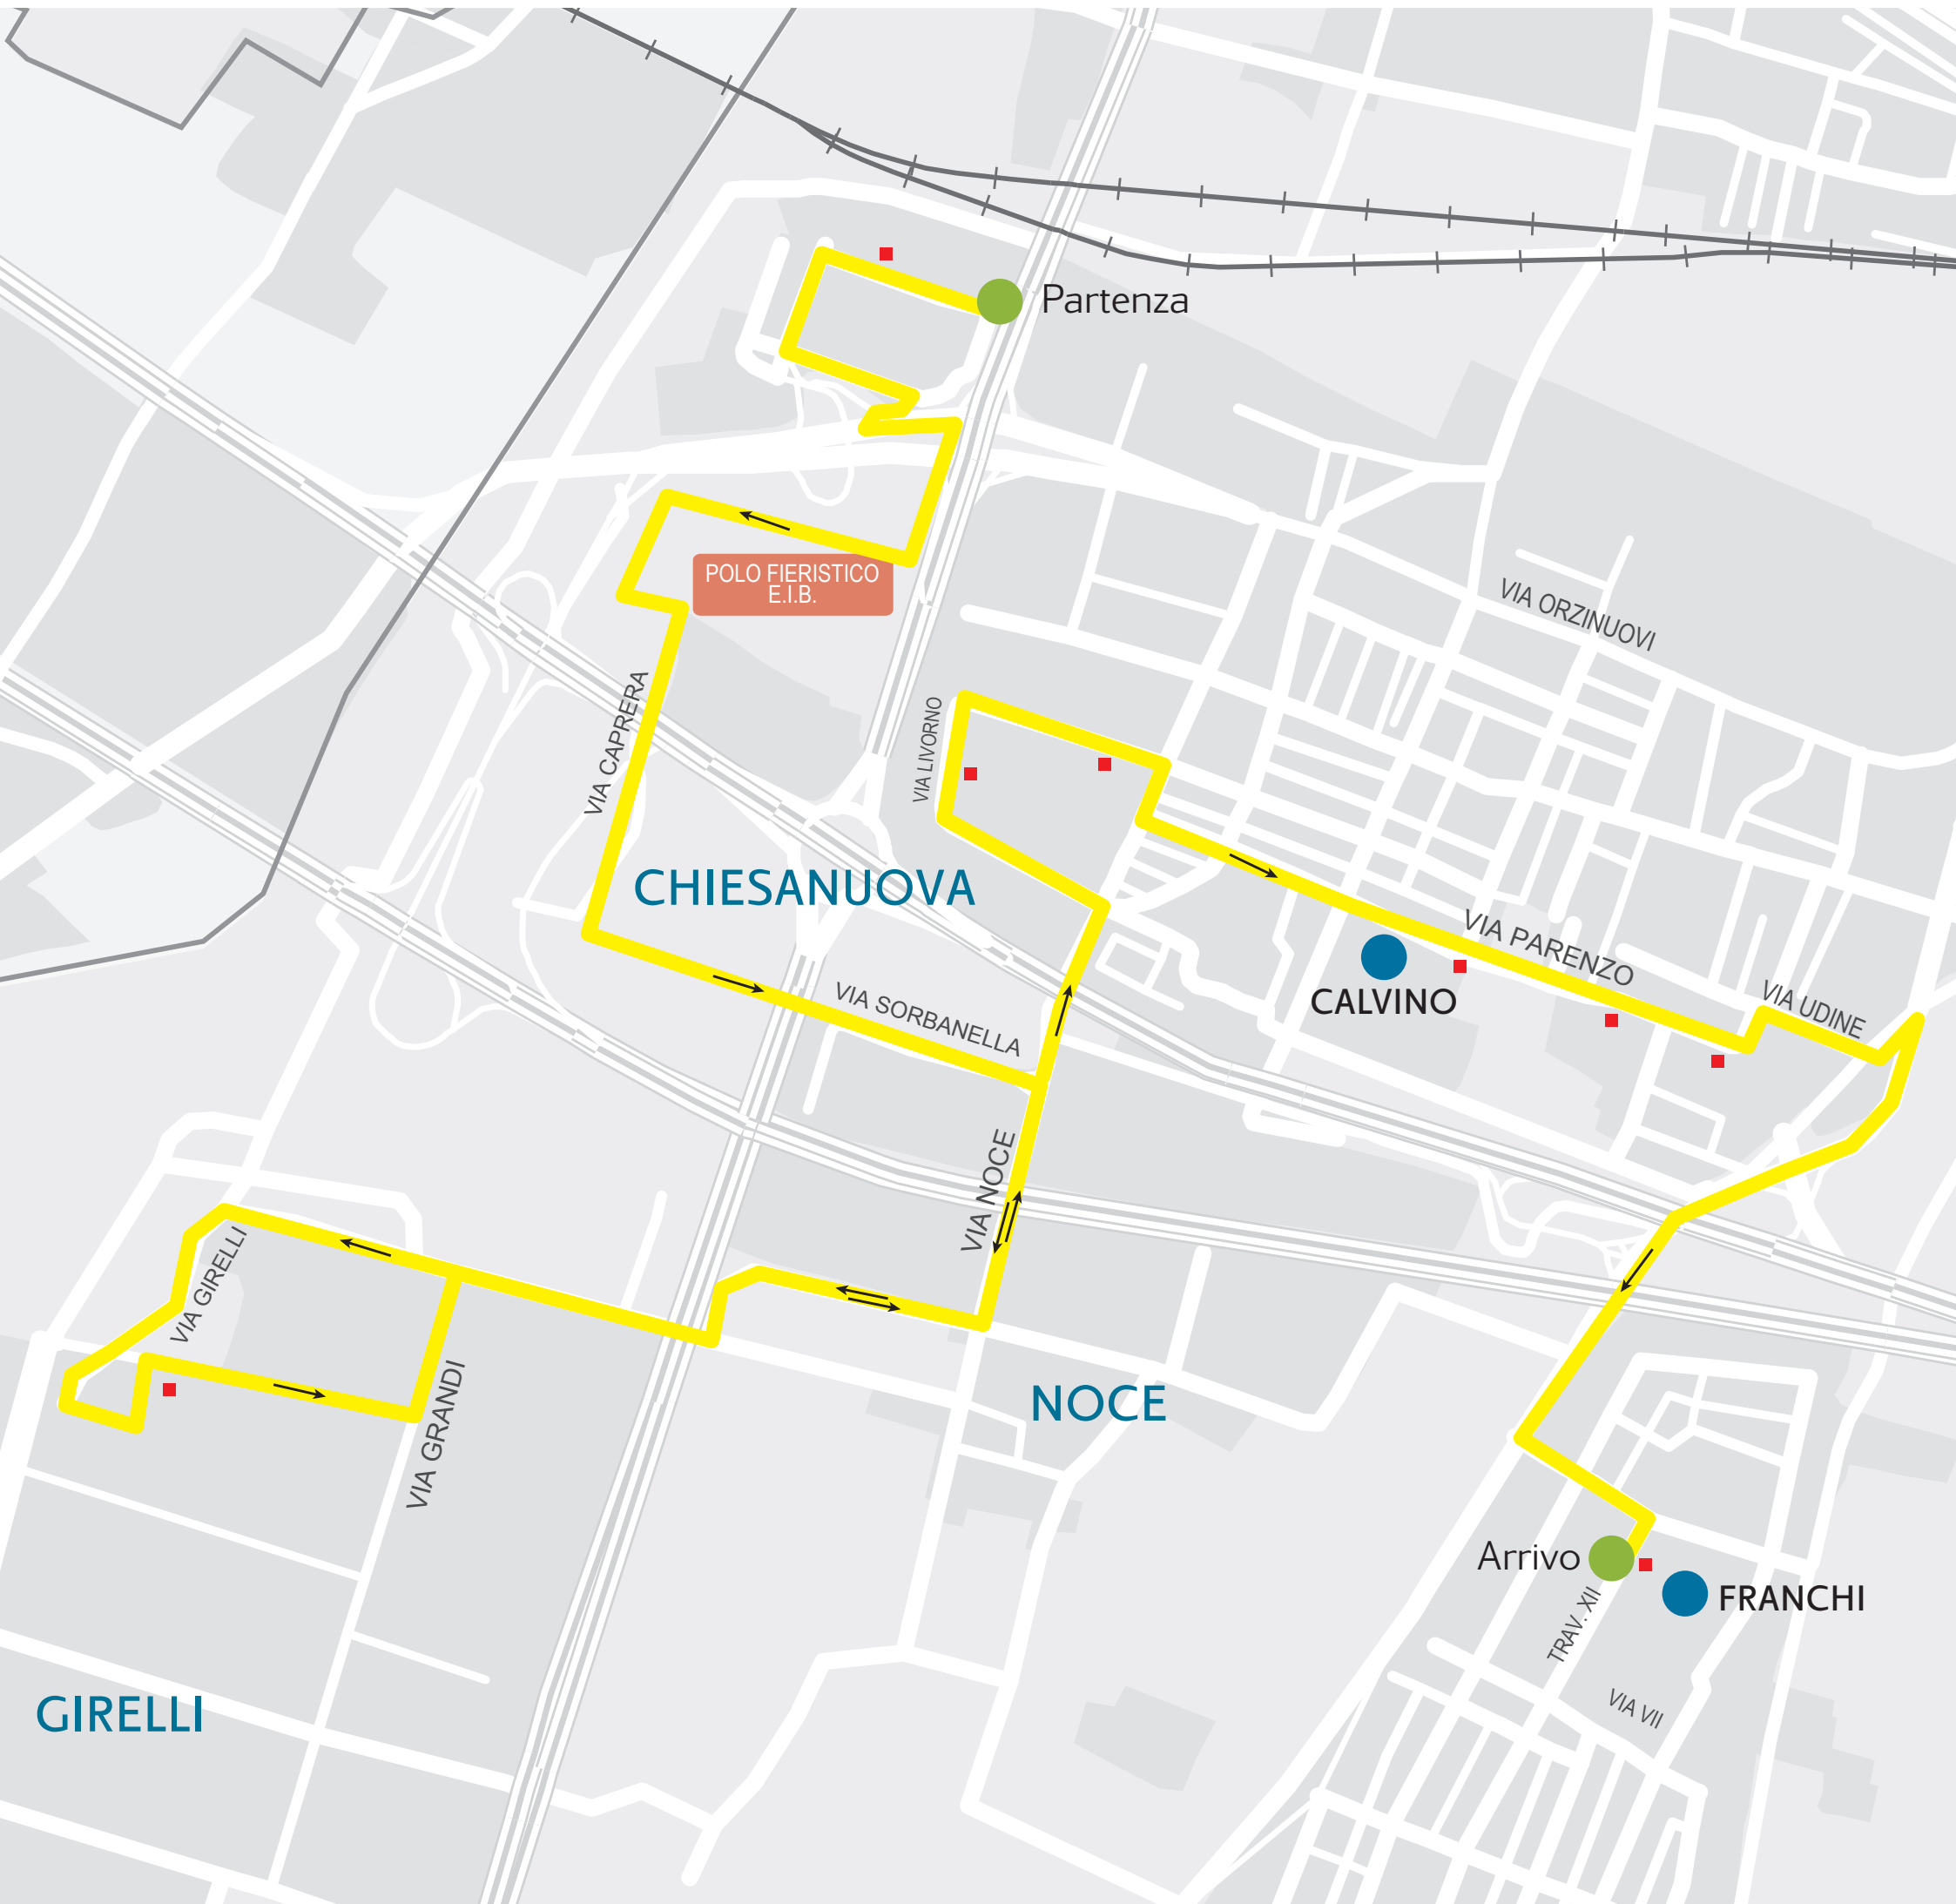 Partenza
POLO FIERISTICO
E.I.B.
VIA ORZINUOVI
VIA CAPRERA
VIA LIVORNO
CHIESANUOVA
VIA PARENZO
CALVINO
VIA UDINE
VIA SORBANELLA
VIA NOCE
VIA GIRELLI
VIA GRANDI
NOCE
Arrivo
FRANCHI
TRAV. XII
VIA VII
GIRELLI